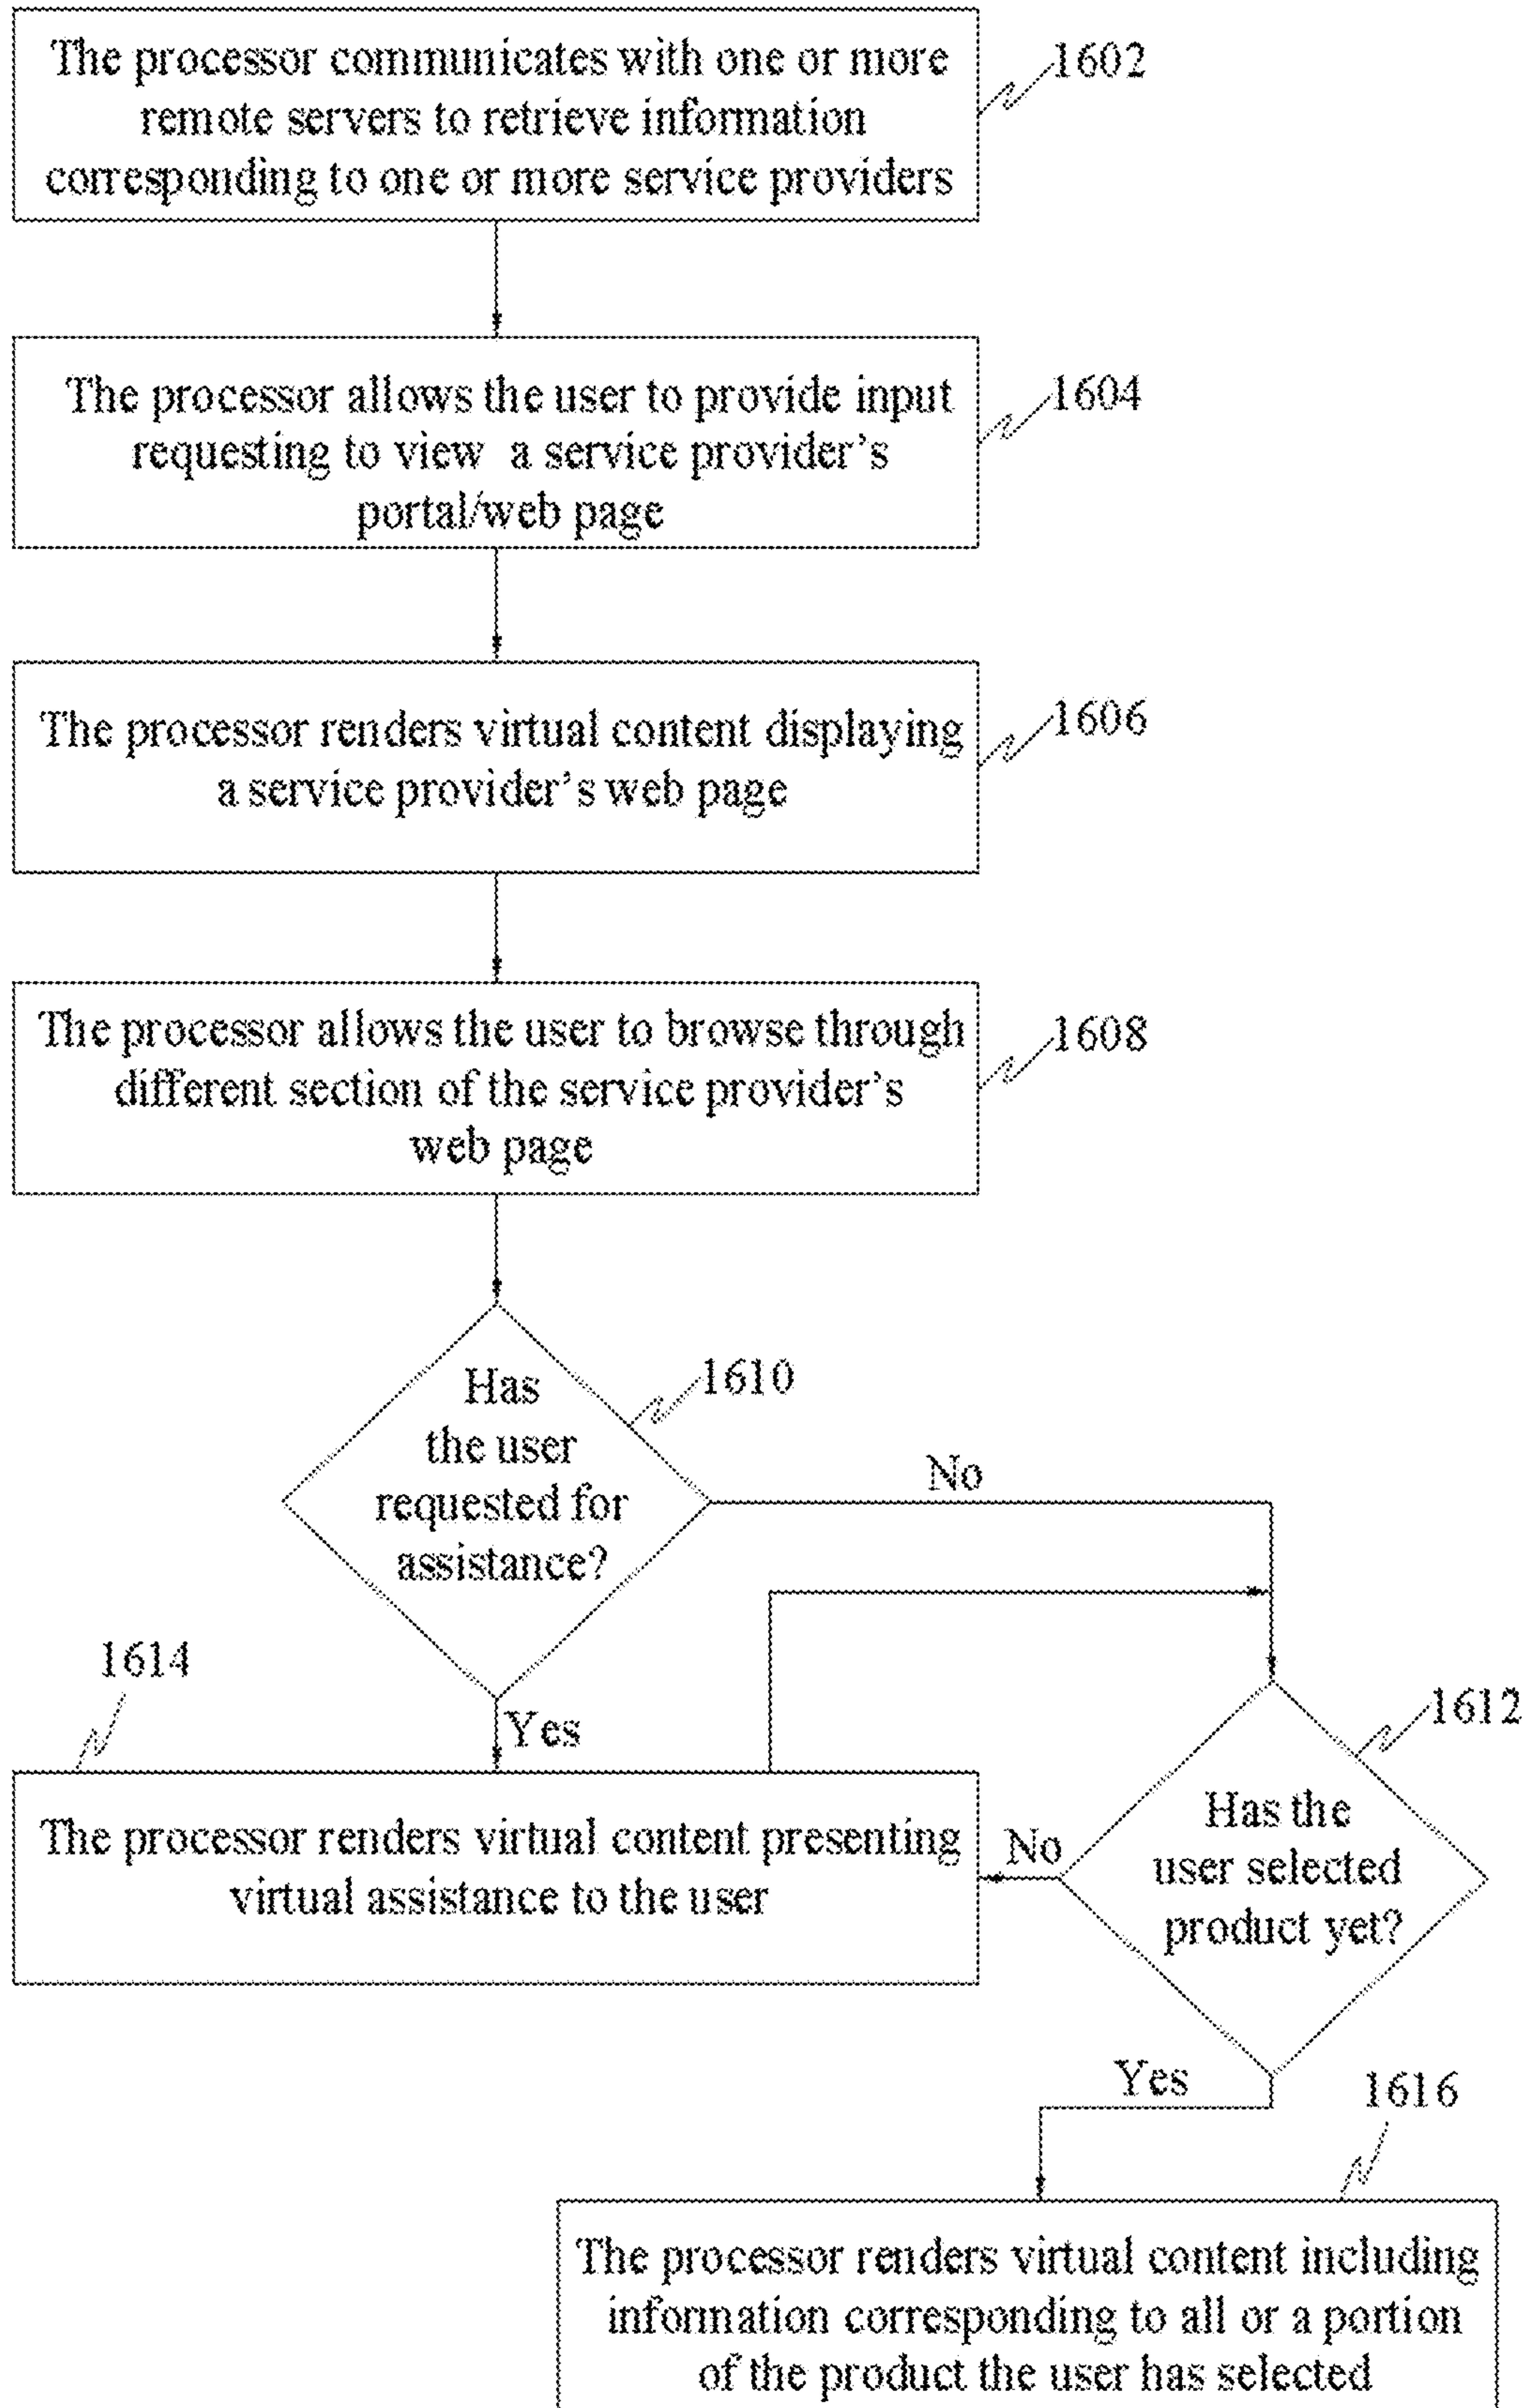 The processor communicates with one or more
remote servers to retrieve information
corresponding to one or more service providers
1602
The processor allows the user to provide input
requesting to view a service provider's
portal/web page
1604
The processor renders virtual content displaying
a service provider's web page
1606
The processor allows the user to browse through
different section of the service provider's
web page
1608
Has
the user
requested for
assistance?
1610
No
Yes
1614
The processor renders virtual content presenting
virtual assistance to the user
No
1612
Has the
user selected
product yet?
Yes
1616
The processor renders virtual content including
information corresponding to all or a portion
of the product the user has selected